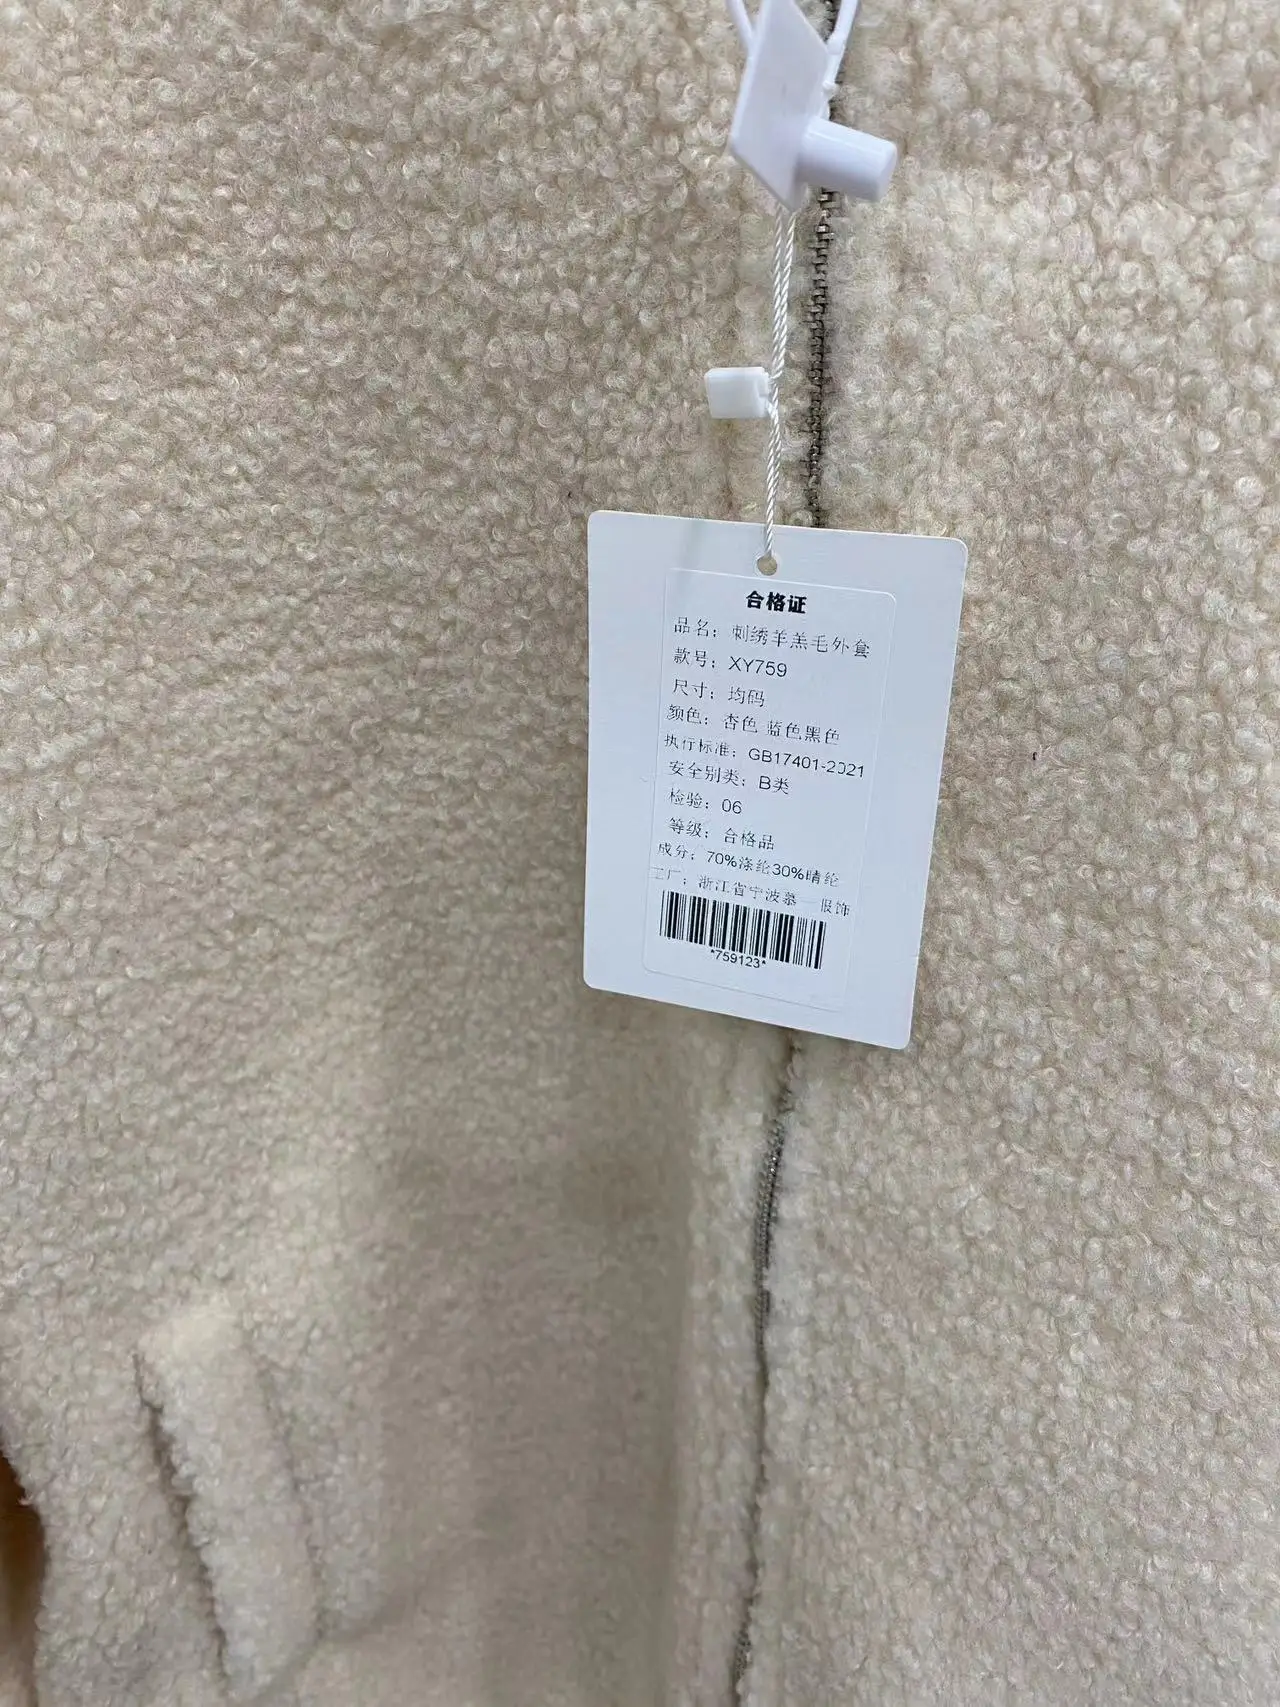 合格证
品名：刺绣羊羔毛外套
款号：XY759
尺寸：均码
颜色：杏色 蓝色黑色
执行标准：GB17401-2021
安全别类：B类
检验：06
等级：合格品
成分：70%涤纶30%晴纶
工厂：浙江省宁波慕一服饰
*759123*